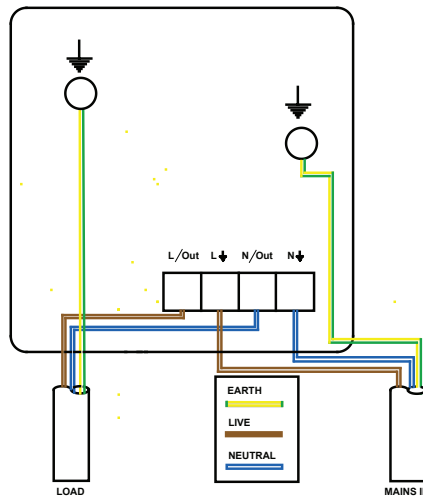 L/Out L N/Out N
EARTH
LIVE
NEUTRAL
LOAD
MAINS I